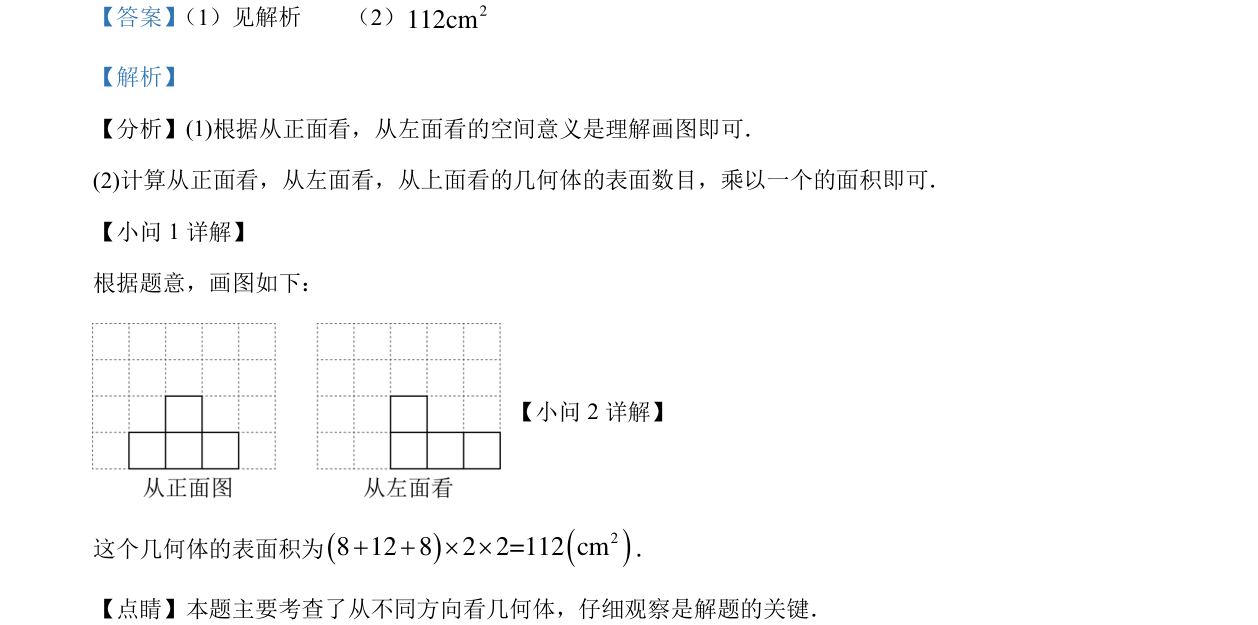 【答案】（1）见解析 （2）112cm²
【解析】
【分析】(1)根据从正面看，从左面看的空间意义是理解画图即可．
(2)计算从正面看，从左面看，从上面看的几何体的表面数目，乘以一个的面积即可．
【小问 1 详解】
根据题意，画图如下：
【小问 2 详解】
从正面图 从左面看
这个几何体的表面积为(8+12+8)×2×2=112(cm²)．
【点睛】本题主要考查了从不同方向看几何体，仔细观察是解题的关键．